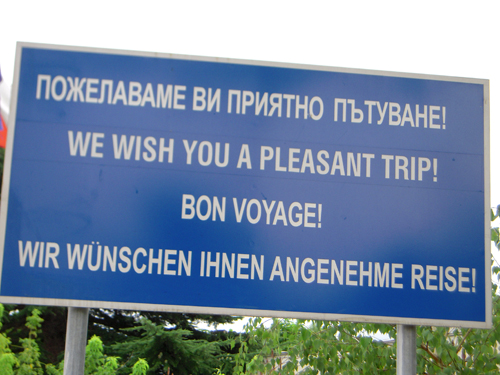 ПОЖЕЛАВАМЕ ВИ ПРИЯТНО ПЪТУВАНЕ!
WE WISH YOU A PLEASANT TRIP!
BON VOYAGE!
WIR WÜNSCHEN IHNEN ANGENEHME REISE!